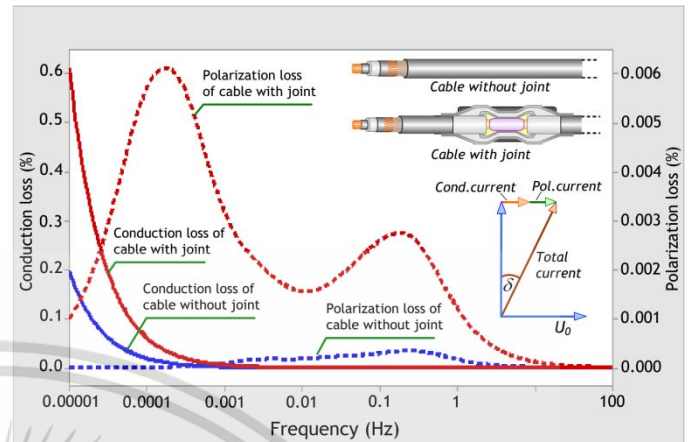 0.6
0.5
0.4
0.3
0.2
0.1
0.0
Conduction loss (%)
0.006
0.005
0.004
0.003
0.002
0.001
0.000
Polarization loss (%)
Polarization loss
of cable with joint
Cable without joint
Cable with joint
Cond.current
Pol.current
Total
current
δ
U0
Conduction loss of
cable with joint
Conduction loss of
cable without joint
Polarization loss of
cable without joint
0.00001
0.0001
0.001
0.01
0.1
1
100
Frequency (Hz)